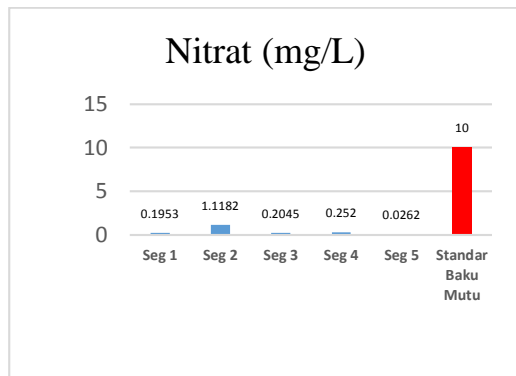 Nitrat (mg/L)
15
10
5
0
0.1953
1.1182
0.2045
0.252
0.0262
10
Seg 1
Seg 2
Seg 3
Seg 4
Seg 5
Standar
Baku
Mutu